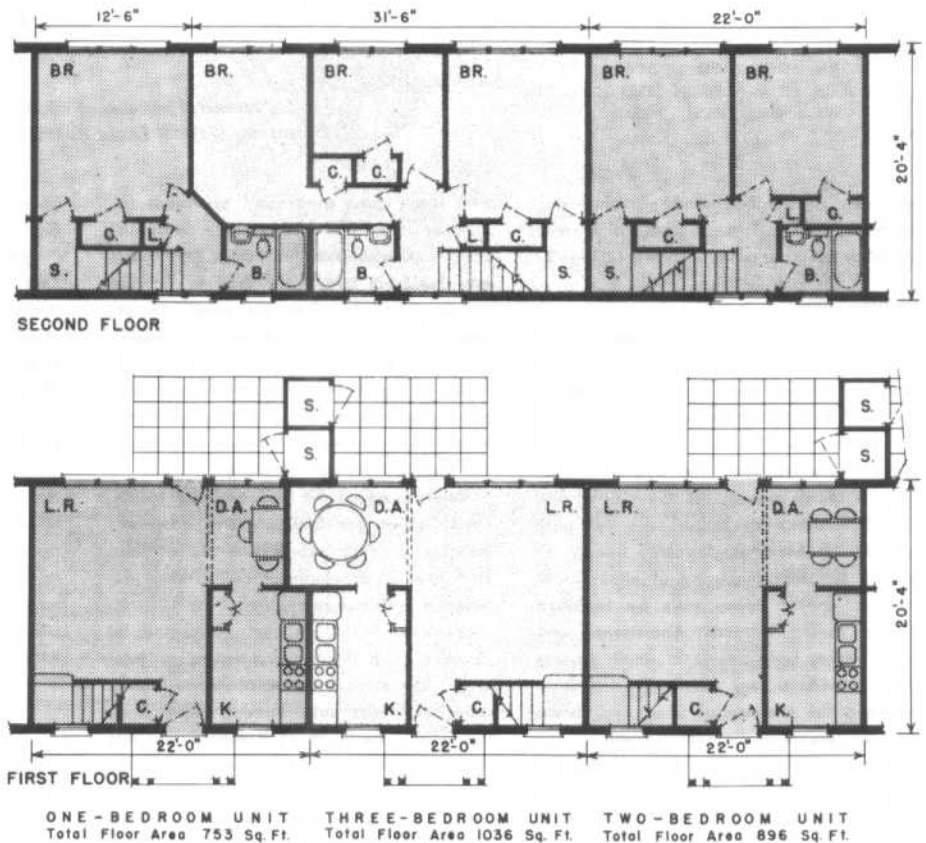 12'-6" 31'-6" 22'-0"
BR. BR. BR. BR. BR. BR.
20'-4"
C. C.
C. L. L. C. C. L. C.
S. B. B. S. S. B.
SECOND FLOOR
S. S.
S. S.
L.R. D.A. D.A. L.R. L.R. D.A.
20'-4"
C. K. K. C. C. K.
22'-0" 22'-0" 22'-0"
FIRST FLOOR
ONE-BEDROOM UNIT THREE-BEDROOM UNIT TWO-BEDROOM UNIT
Total Floor Area 753 Sq. Ft. Total Floor Area 1036 Sq. Ft. Total Floor Area 896 Sq. Ft.